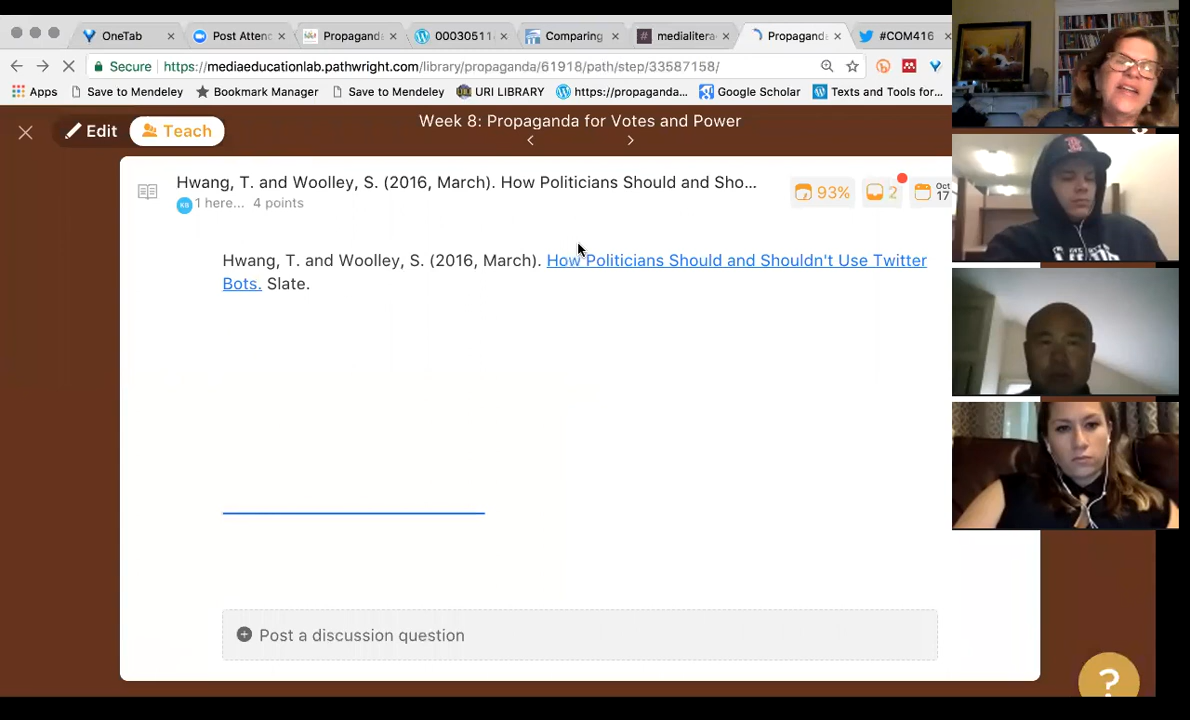 OneTab
Post Attenc
Propaganda
000305111
Comparing
medialitera
Propaganda
#COM416
Secure
https://mediaeducationlab.pathwright.com/library/propaganda/61918/path/step/33587158/
Apps
Save to Mendeley
Bookmark Manager
Save to Mendeley
URI LIBRARY
https://propaganda...
Google Scholar
Texts and Tools for...
Edit
Teach
Week 8: Propaganda for Votes and Power
Hwang, T. and Woolley, S. (2016, March). How Politicians Should and Sho...
1 here... 4 points
93%
2
Oct
17
Hwang, T. and Woolley, S. (2016, March). How Politicians Should and Shouldn't Use Twitter
Bots. Slate.
Post a discussion question
?